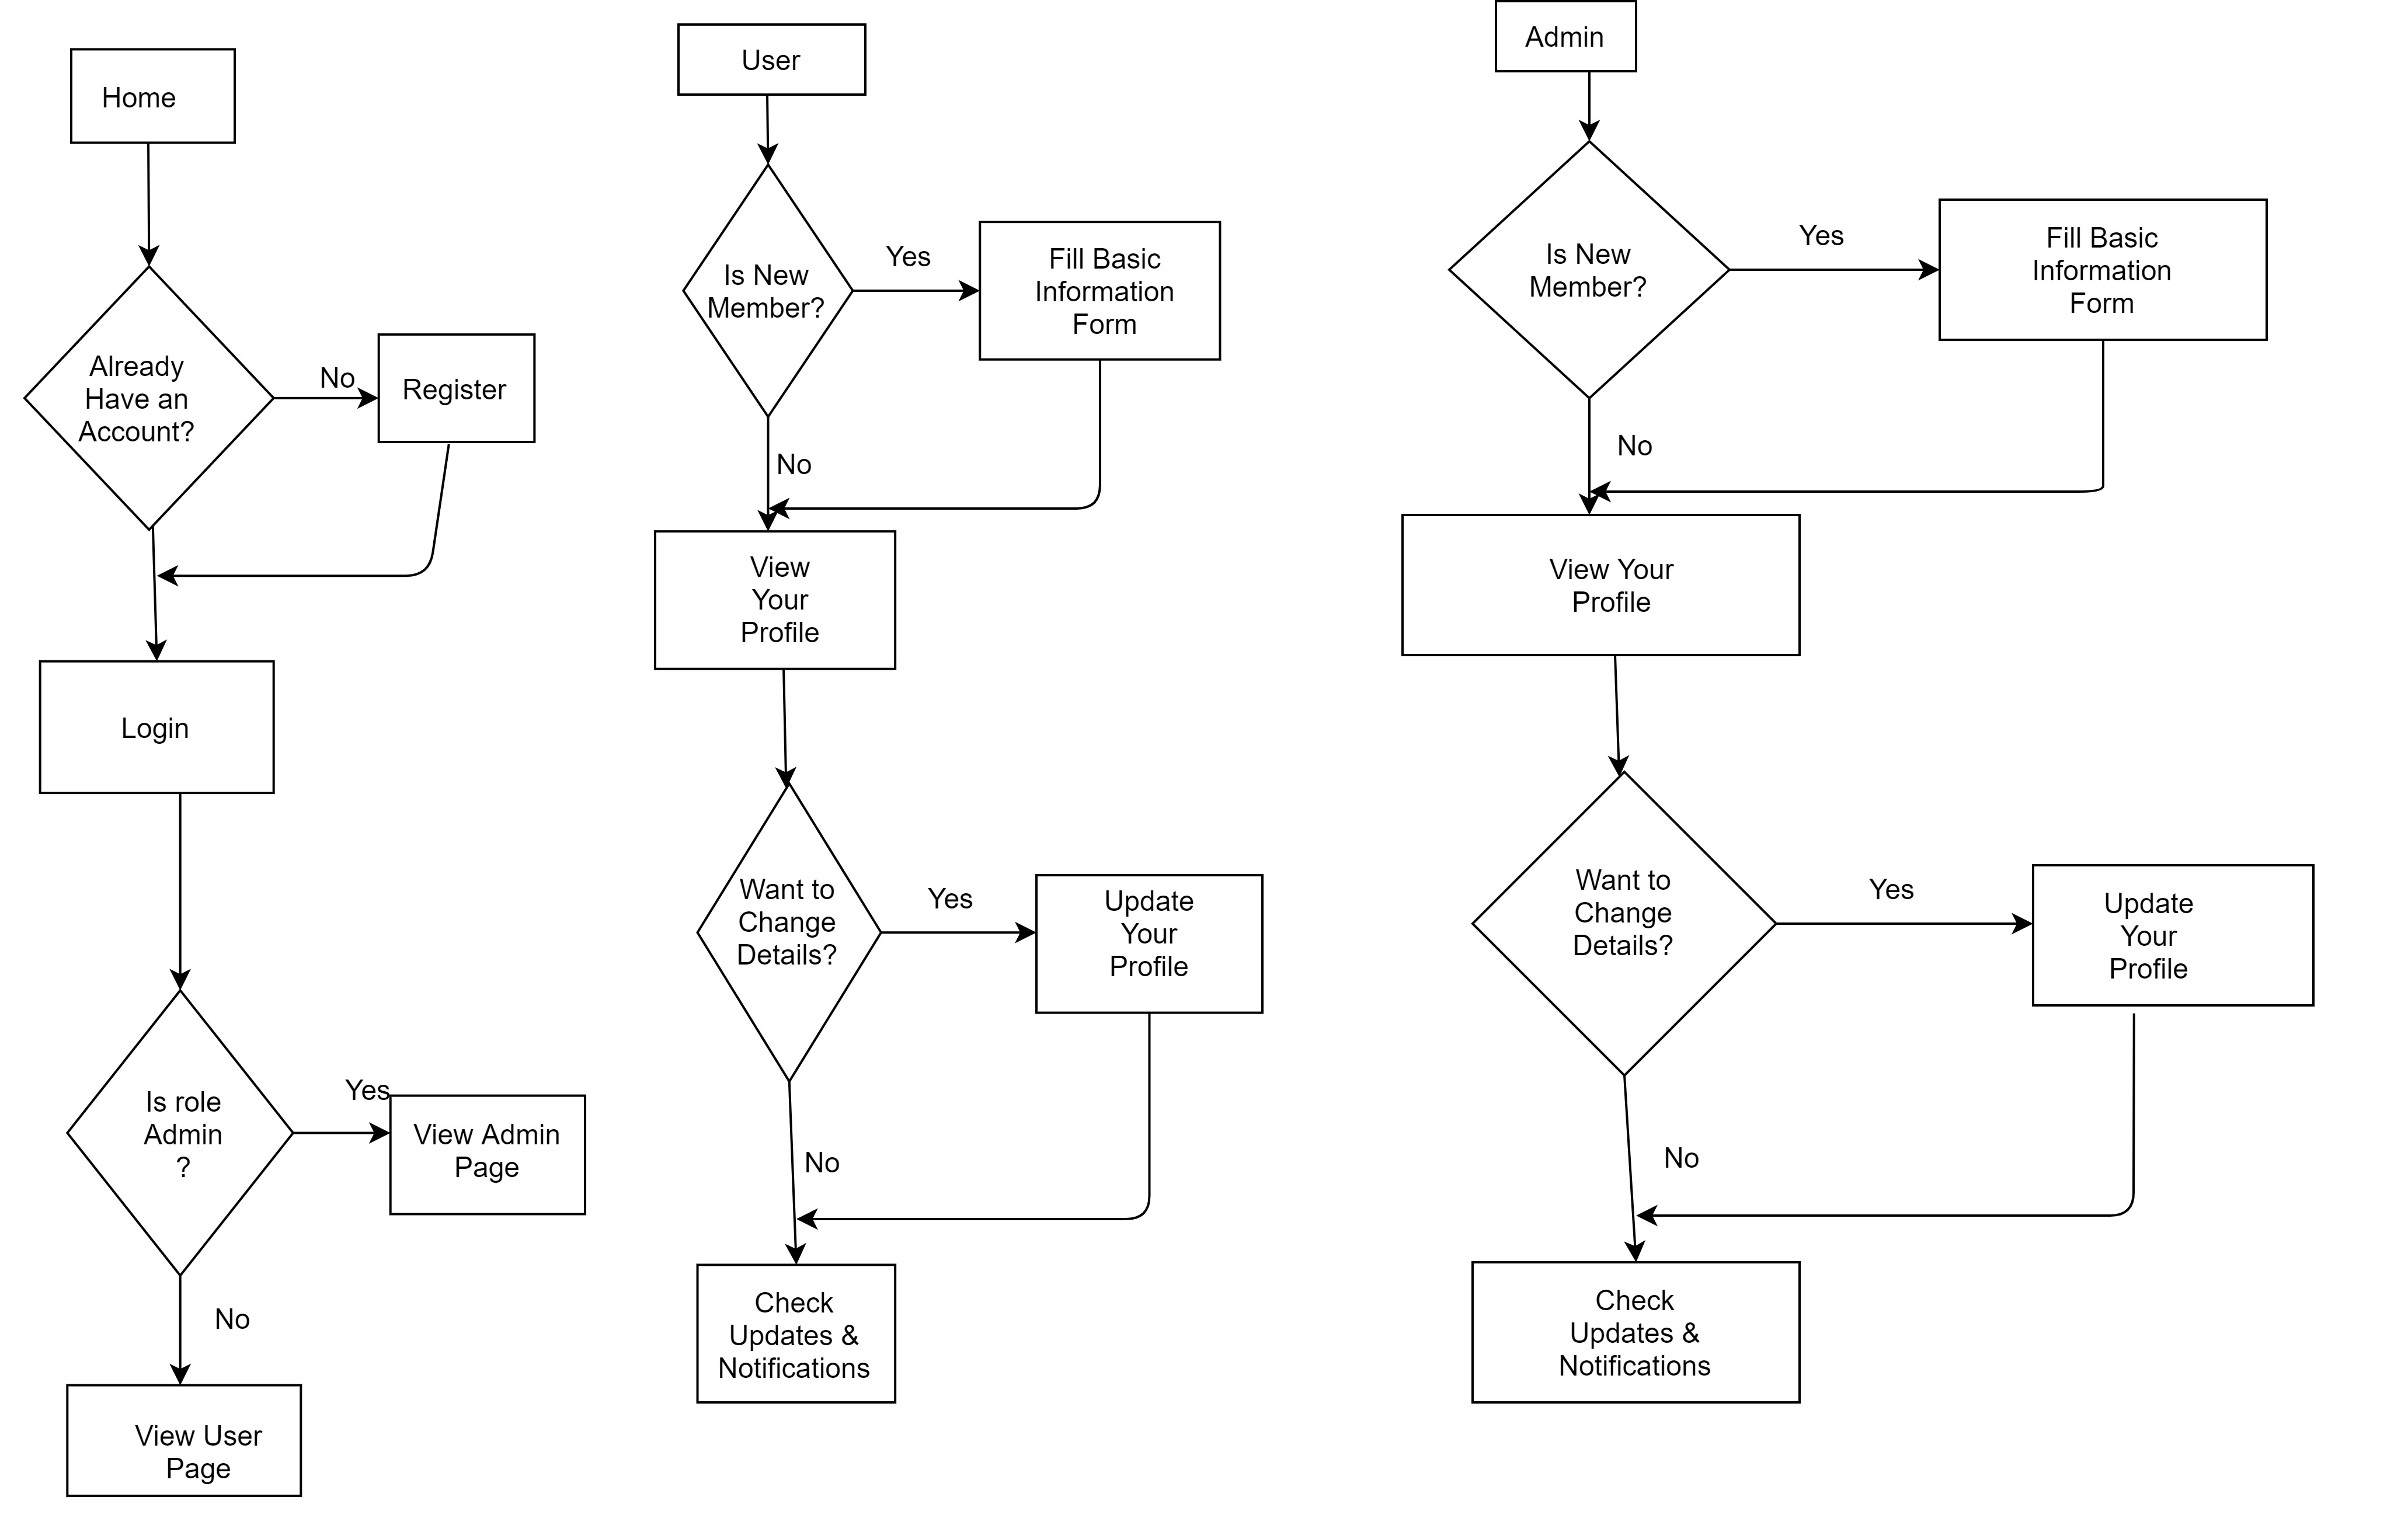 Home
Already
Have an
Account?
No
Register
Login
Is role
Admin
?
Yes
View Admin
Page
No
View User
Page
User
Is New
Member?
Yes
Fill Basic
Information
Form
No
View
Your
Profile
Want to
Change
Details?
Yes
Update
Your
Profile
No
Check
Updates &
Notifications
Admin
Is New
Member?
Yes
Fill Basic
Information
Form
No
View Your
Profile
Want to
Change
Details?
Yes
Update
Your
Profile
No
Check
Updates &
Notifications